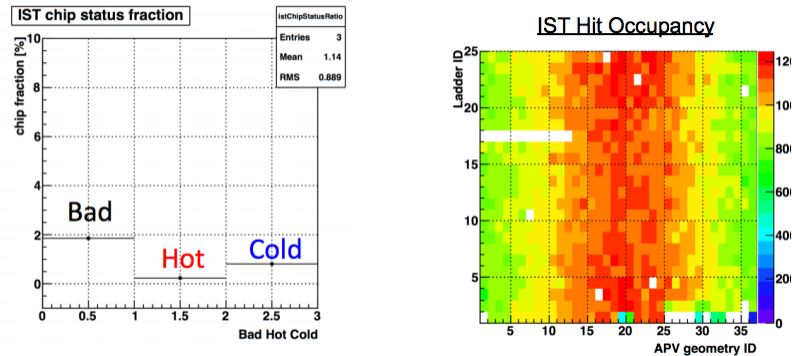 IST chip status fraction
istChipStatusRatio
Entries 3
Mean 1.14
RMS 0.889
chip fraction [%]
10
8
6
4
2
0
Bad
Hot
Cold
0 0.5 1 1.5 2 2.5 3
Bad Hot Cold
IST Hit Occupancy
Ladder ID
25
20
15
10
5
5 10 15 20 25 30 35
APV geometry ID
120
100
800
600
400
200
0